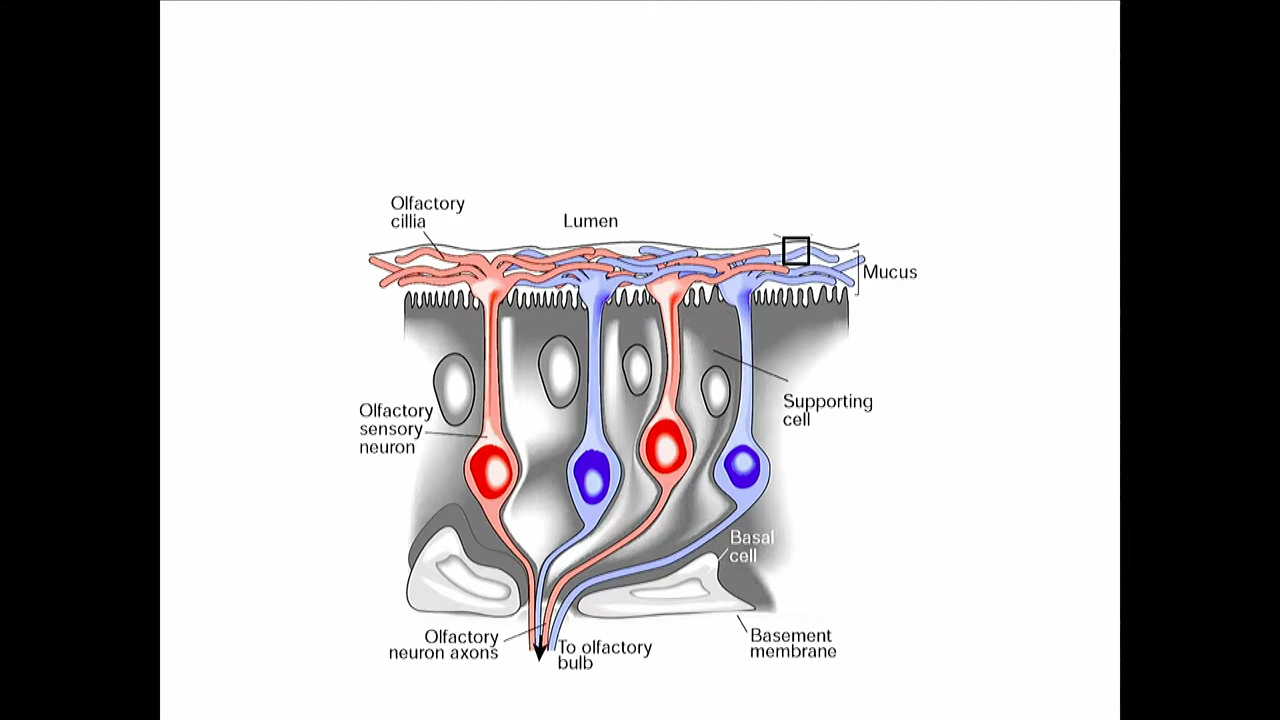 Olfactory
cillia
Lumen
Mucus
Supporting
cell
Olfactory
sensory
neuron
Basal
cell
Olfactory
neuron axons
To olfactory
bulb
Basement
membrane